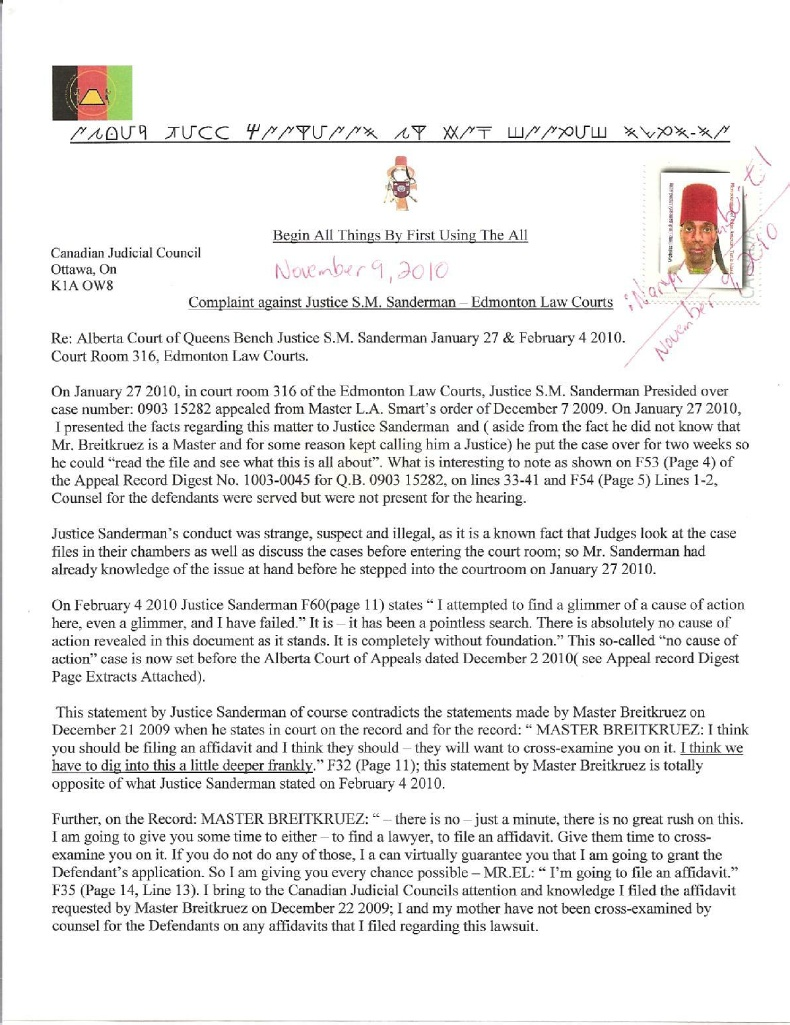 Begin All Things By First Using The All
Canadian Judicial Council
Ottawa, On
K1A OW8
November 9, 2010
Complaint against Justice S.M. Sanderman – Edmonton Law Courts
November 9, 2010
Re: Alberta Court of Queens Bench Justice S.M. Sanderman January 27 & February 4 2010.
Court Room 316, Edmonton Law Courts.
On January 27 2010, in court room 316 of the Edmonton Law Courts, Justice S.M. Sanderman Presided over
case number: 0903 15282 appealed from Master L.A. Smart's order of December 7 2009. On January 27 2010,
I presented the facts regarding this matter to Justice Sanderman and ( aside from the fact he did not know that
Mr. Breitkruez is a Master and for some reason kept calling him a Justice) he put the case over for two weeks so
he could “read the file and see what this is all about”. What is interesting to note as shown on F53 (Page 4) of
the Appeal Record Digest No. 1003-0045 for Q.B. 0903 15282, on lines 33-41 and F54 (Page 5) Lines 1-2,
Counsel for the defendants were served but were not present for the hearing.
Justice Sanderman's conduct was strange, suspect and illegal, as it is a known fact that Judges look at the case
files in their chambers as well as discuss the cases before entering the court room; so Mr. Sanderman had
already knowledge of the issue at hand before he stepped into the courtroom on January 27 2010.
On February 4 2010 Justice Sanderman F60(page 11) states “ I attempted to find a glimmer of a cause of action
here, even a glimmer, and I have failed.” It is – it has been a pointless search. There is absolutely no cause of
action revealed in this document as it stands. It is completely without foundation.” This so-called “no cause of
action” case is now set before the Alberta Court of Appeals dated December 2 2010( see Appeal record Digest
Page Extracts Attached).
This statement by Justice Sanderman of course contradicts the statements made by Master Breitkruez on
December 21 2009 when he states in court on the record and for the record: “ MASTER BREITKRUEZ: I think
you should be filing an affidavit and I think they should – they will want to cross-examine you on it. I think we
have to dig into this a little deeper frankly.” F32 (Page 11); this statement by Master Breitkruez is totally
opposite of what Justice Sanderman stated on February 4 2010.
Further, on the Record: MASTER BREITKRUEZ: “ – there is no – just a minute, there is no great rush on this.
I am going to give you some time to either – to find a lawyer, to file an affidavit. Give them time to cross-
examine you on it. If you do not do any of those, I a can virtually guarantee you that I am going to grant the
Defendant's application. So I am giving you every chance possible – MR.EL: “ I'm going to file an affidavit.”
F35 (Page 14, Line 13). I bring to the Canadian Judicial Councils attention and knowledge I filed the affidavit
requested by Master Breitkruez on December 22 2009; I and my mother have not been cross-examined by
counsel for the Defendants on any affidavits that I filed regarding this lawsuit.